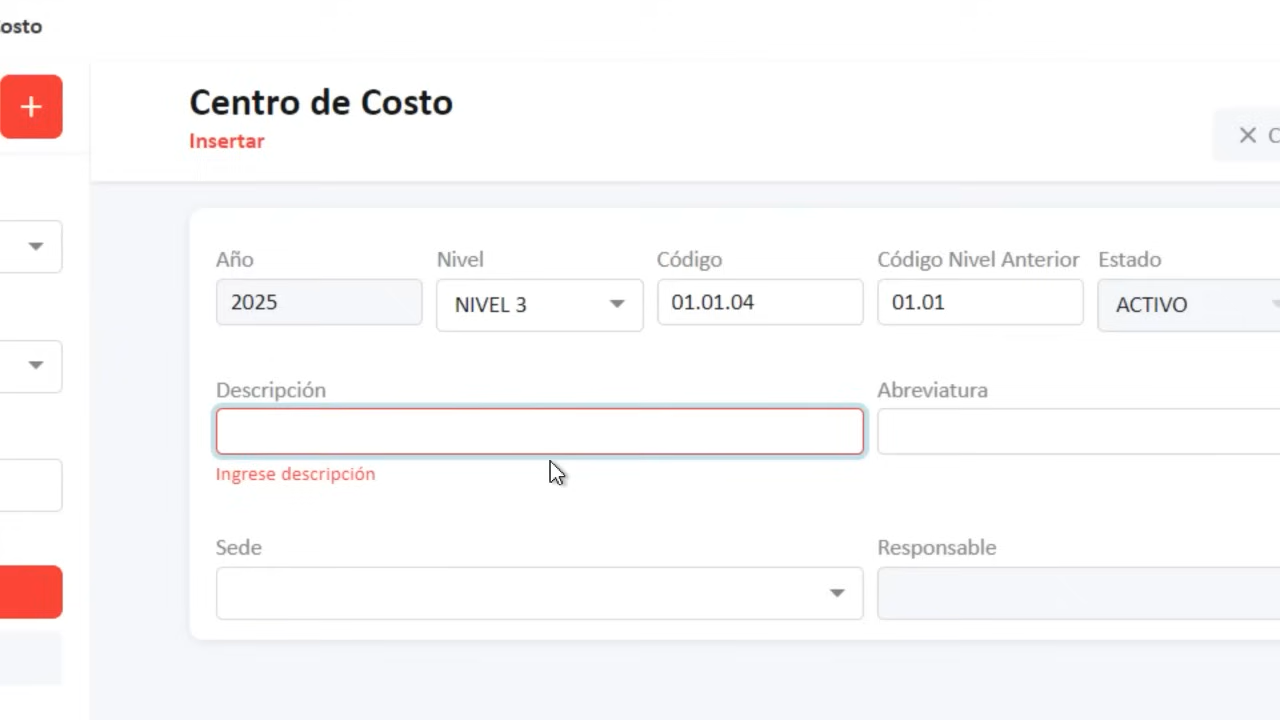 osto
Centro de Costo
Insertar
Año
Nivel
Código
Código Nivel Anterior
Estado
2025
NIVEL 3
01.01.04
01.01
ACTIVO
Descripción
Abreviatura
Ingrese descripción
Sede
Responsable